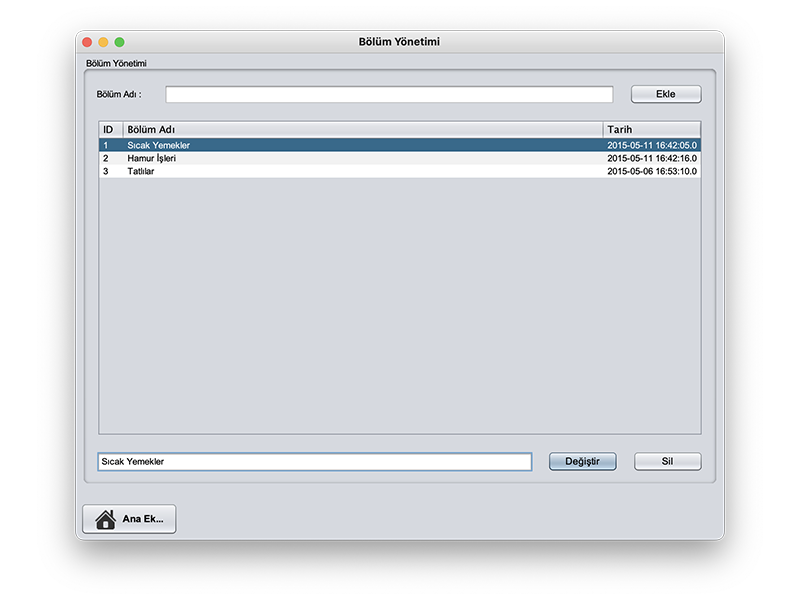 Bölüm Yönetimi
Bölüm Yönetimi
Bölüm Adı :
Ekle
ID Bölüm Adı Tarih
1 Sıcak Yemekler 2015-05-11 16:42:05.0
2 Hamur İşleri 2015-05-11 16:42:16.0
3 Tatlılar 2015-05-06 16:53:10.0
Sıcak Yemekler
Değiştir
Sil
Ana Ek...